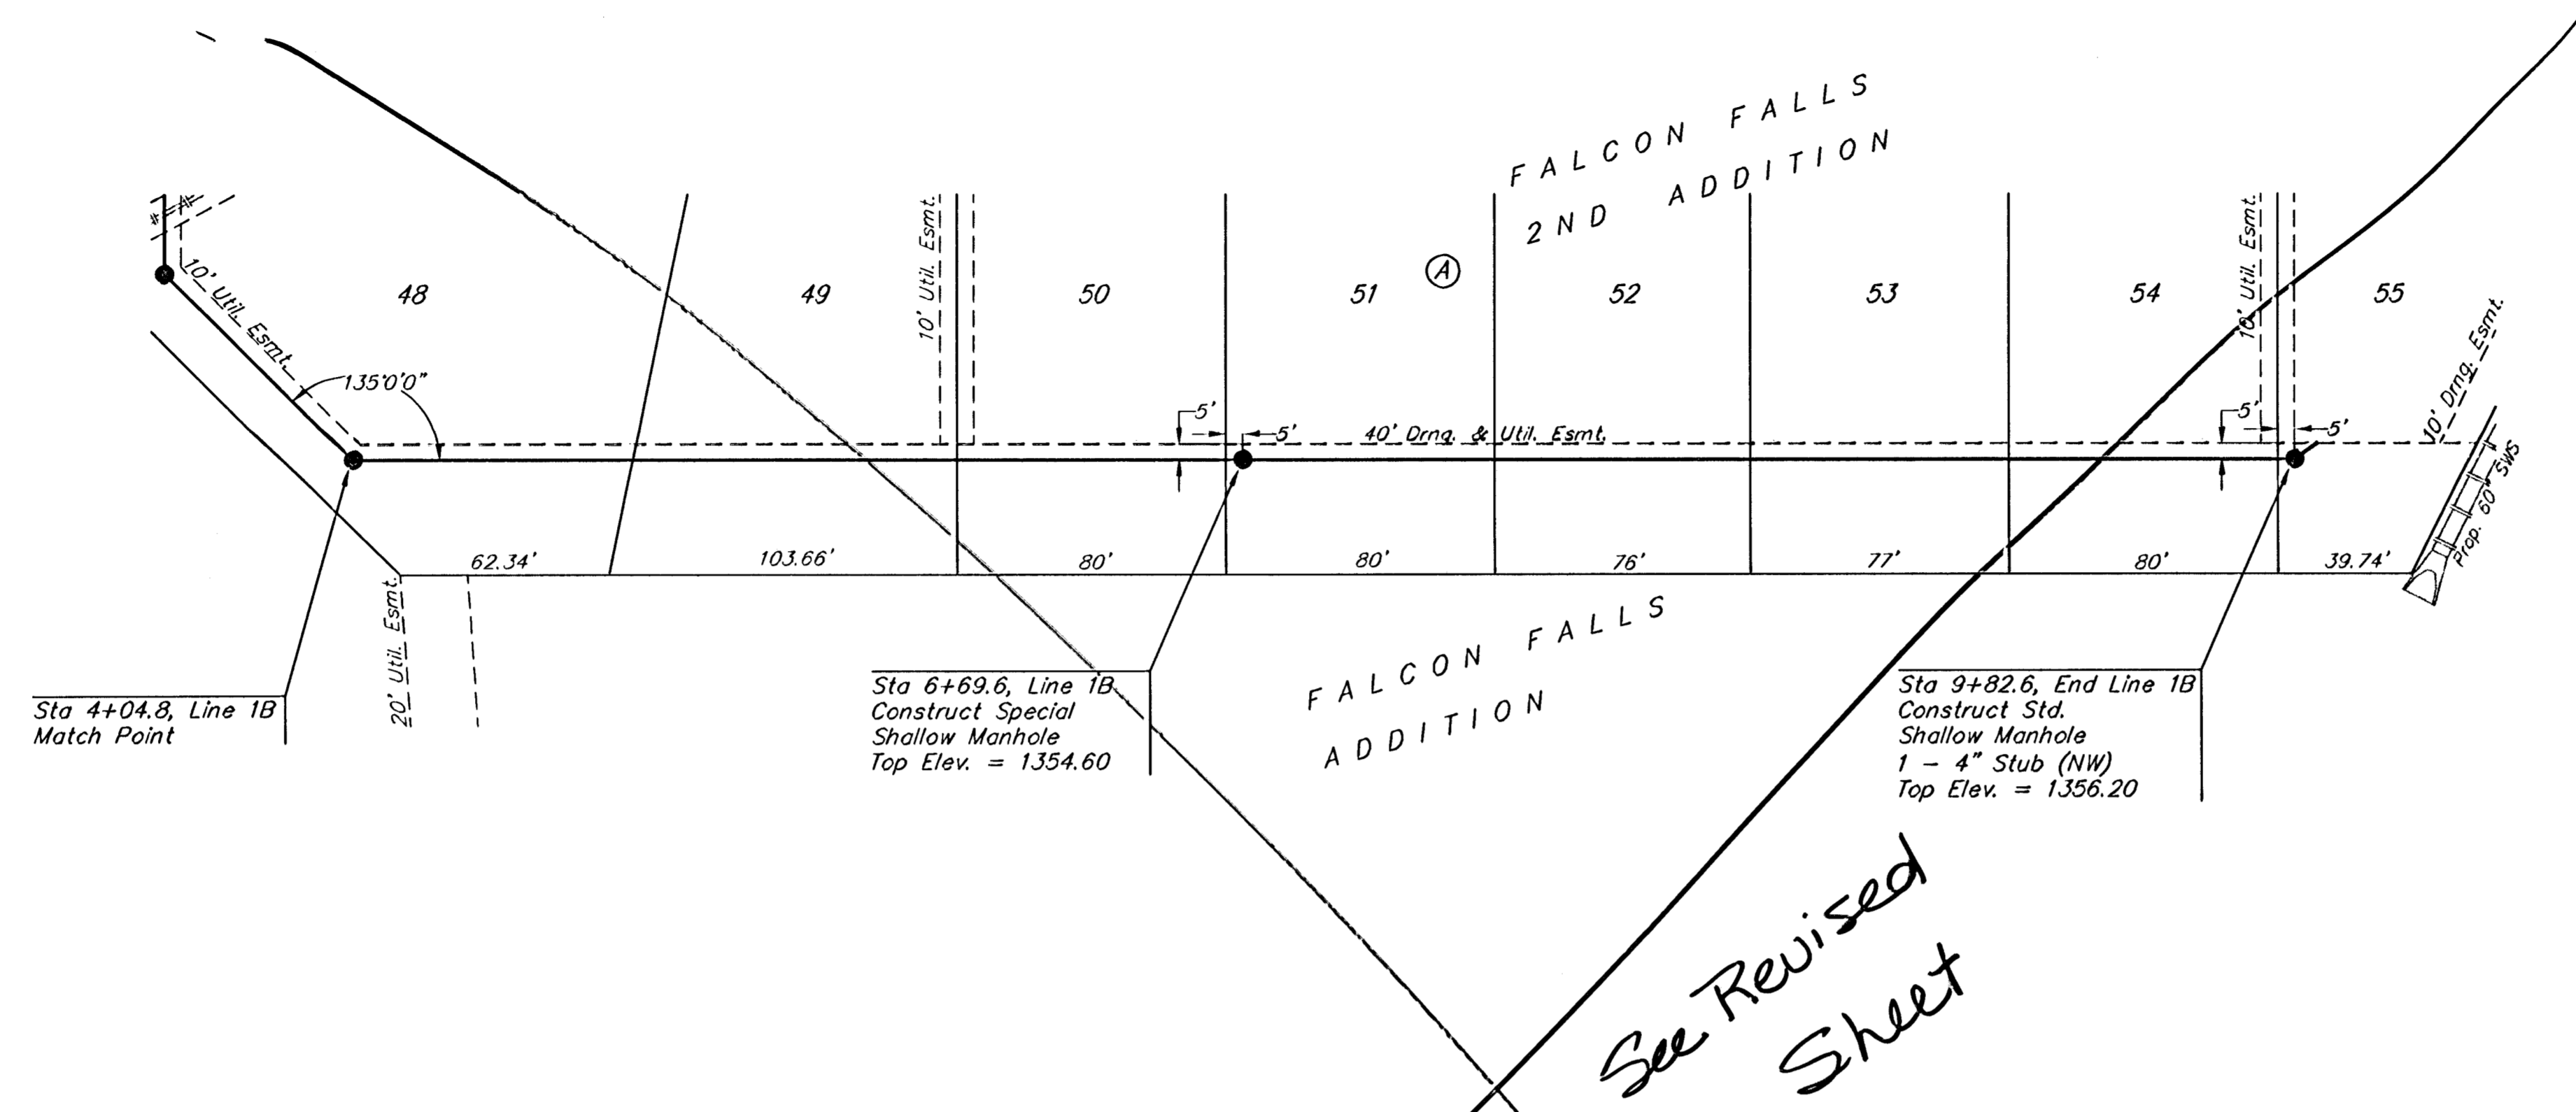 FALCON FALLS
2ND ADDITION
10' Util. Esmt.
48
49
10' Util. Esmt.
50
51
A
52
53
54
10' Util. Esmt.
55
10' Drng. Esmt.
135°0'0"
5'
5'
40' Drng. & Util. Esmt.
5'
5'
Prop. 60" SWS
62.34'
103.66'
80'
80'
76'
77'
80'
39.74'
20' Util. Esmt.
FALCON FALLS
ADDITION
Sta 4+04.8, Line 1B
Match Point
Sta 6+69.6, Line 1B
Construct Special
Shallow Manhole
Top Elev. = 1354.60
Sta 9+82.6, End Line 1B
Construct Std.
Shallow Manhole
1 - 4" Stub (NW)
Top Elev. = 1356.20
See Revised
Sheet